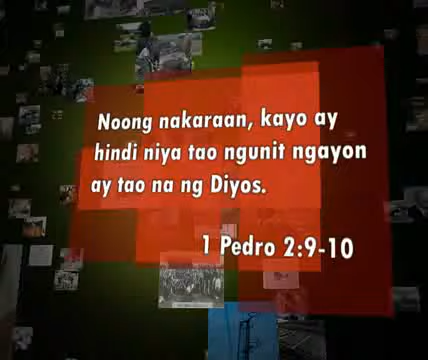 Noong nakaraan, kayo ay
hindi niya tao ngunit ngayon
ay tao na ng Diyos.
1 Pedro 2:9-10